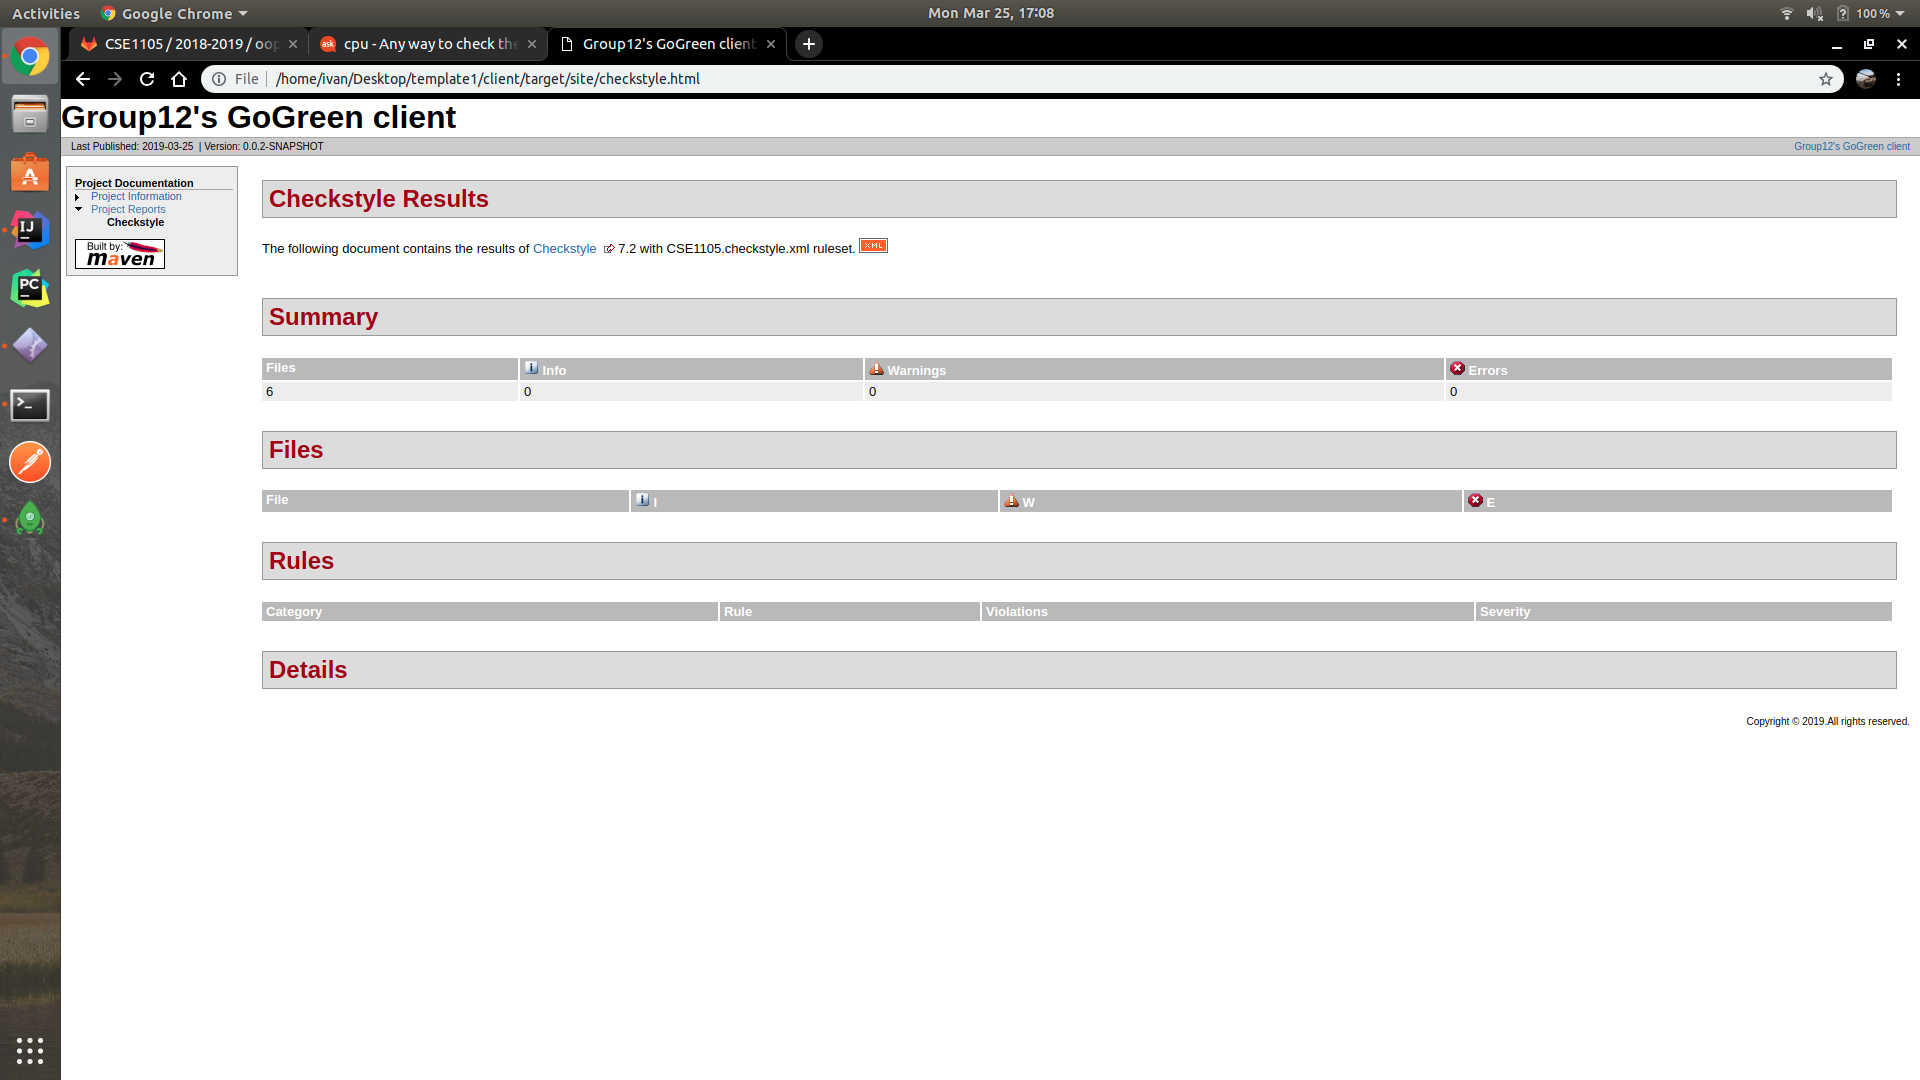 Activities
Google Chrome
Mon Mar 25, 17:08
100 %
CSE1105 / 2018-2019 / oop
cpu - Any way to check the
Group12's GoGreen client
File
/home/ivan/Desktop/template1/client/target/site/checkstyle.html
Group12's GoGreen client
Last Published: 2019-03-25 | Version: 0.0.2-SNAPSHOT
Group12's GoGreen client
Project Documentation
Project Information
Project Reports
Checkstyle
Built by:
maven
Checkstyle Results
The following document contains the results of Checkstyle 7.2 with CSE1105.checkstyle.xml ruleset. XML
Summary
Files Info Warnings Errors
6 0 0 0
Files
File I W E
Rules
Category Rule Violations Severity
Details
Copyright © 2019.All rights reserved.
ask
IJ
PC